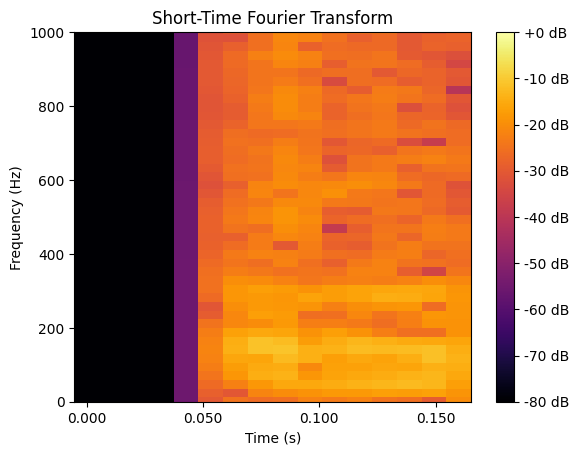 Short-Time Fourier Transform
1000
800
600
400
200
0
Frequency (Hz)
0.000
0.050
0.100
0.150
Time (s)
+0 dB
-10 dB
-20 dB
-30 dB
-40 dB
-50 dB
-60 dB
-70 dB
-80 dB